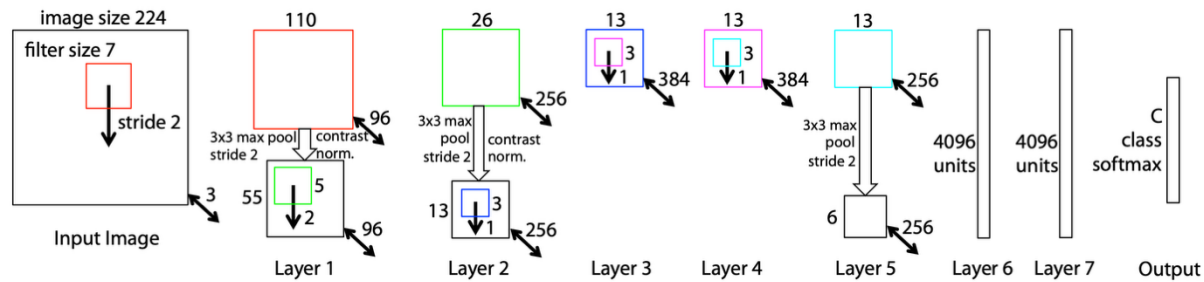 image size 224
filter size 7
stride 2
3
Input Image
110
96
3x3 max pool
stride 2
contrast
norm.
55
5
2
96
Layer 1
26
256
3x3 max
pool
stride 2
contrast
norm.
13
3
1
256
Layer 2
13
3
1
384
Layer 3
13
3
1
384
Layer 4
13
256
3x3 max
pool
stride 2
6
256
Layer 5
4096
units
Layer 6
4096
units
Layer 7
C
class
softmax
Output